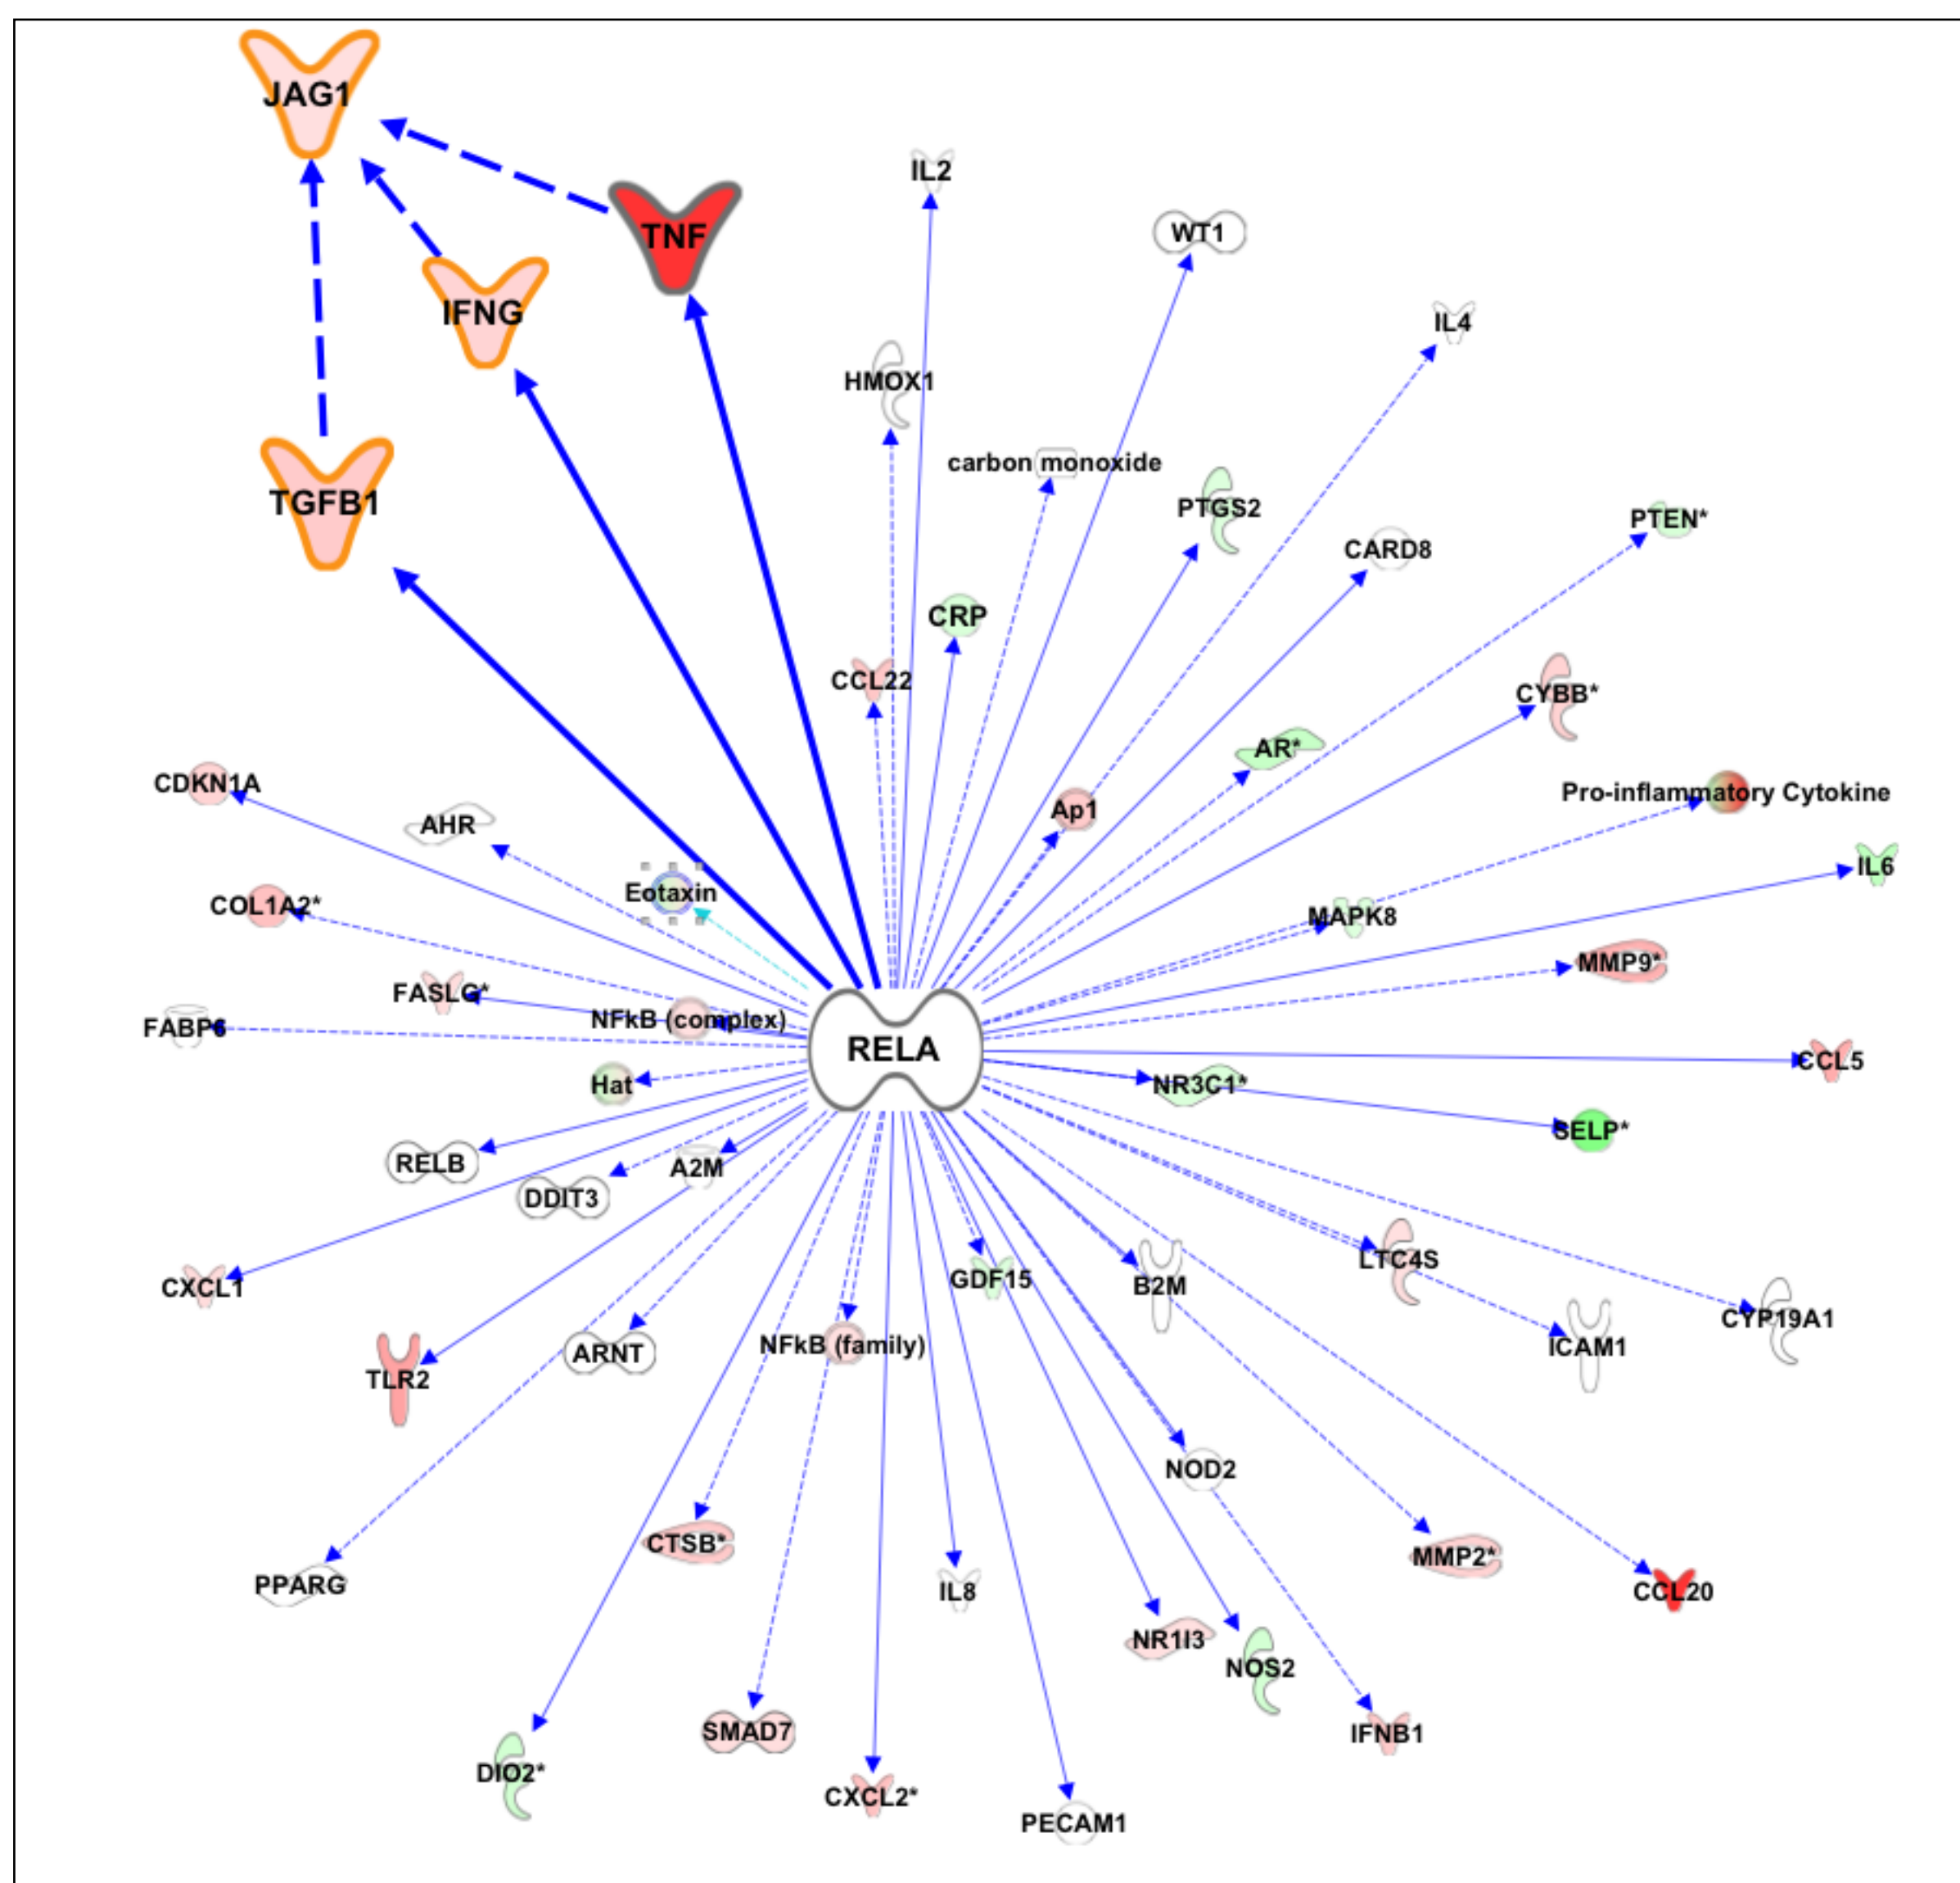 JAG1
IL2
WT1
TNF
IFNG
IL4
HMOX1
carbon monoxide
TGFB1
PTGS2
PTEN*
CARD8
CRP
CCL22
CYBB*
AR*
CDKN1A
Pro-inflammatory Cytokine
Ap1
AHR
IL6
Eotaxin
COL1A2*
MAPK8
MMP9*
FASLG*
NFkB (complex)
FABP6
RELA
CCL5
Hat
NR3C1*
SELP*
RELB
A2M
DDIT3
LTC4S
GDF15
B2M
CXCL1
CYP19A1
NFkB (family)
ICAM1
ARNT
TLR2
NOD2
CTSB*
MMP2*
PPARG
IL8
CCL20
NR1I3
NOS2
SMAD7
IFNB1
DIO2*
CXCL2*
PECAM1